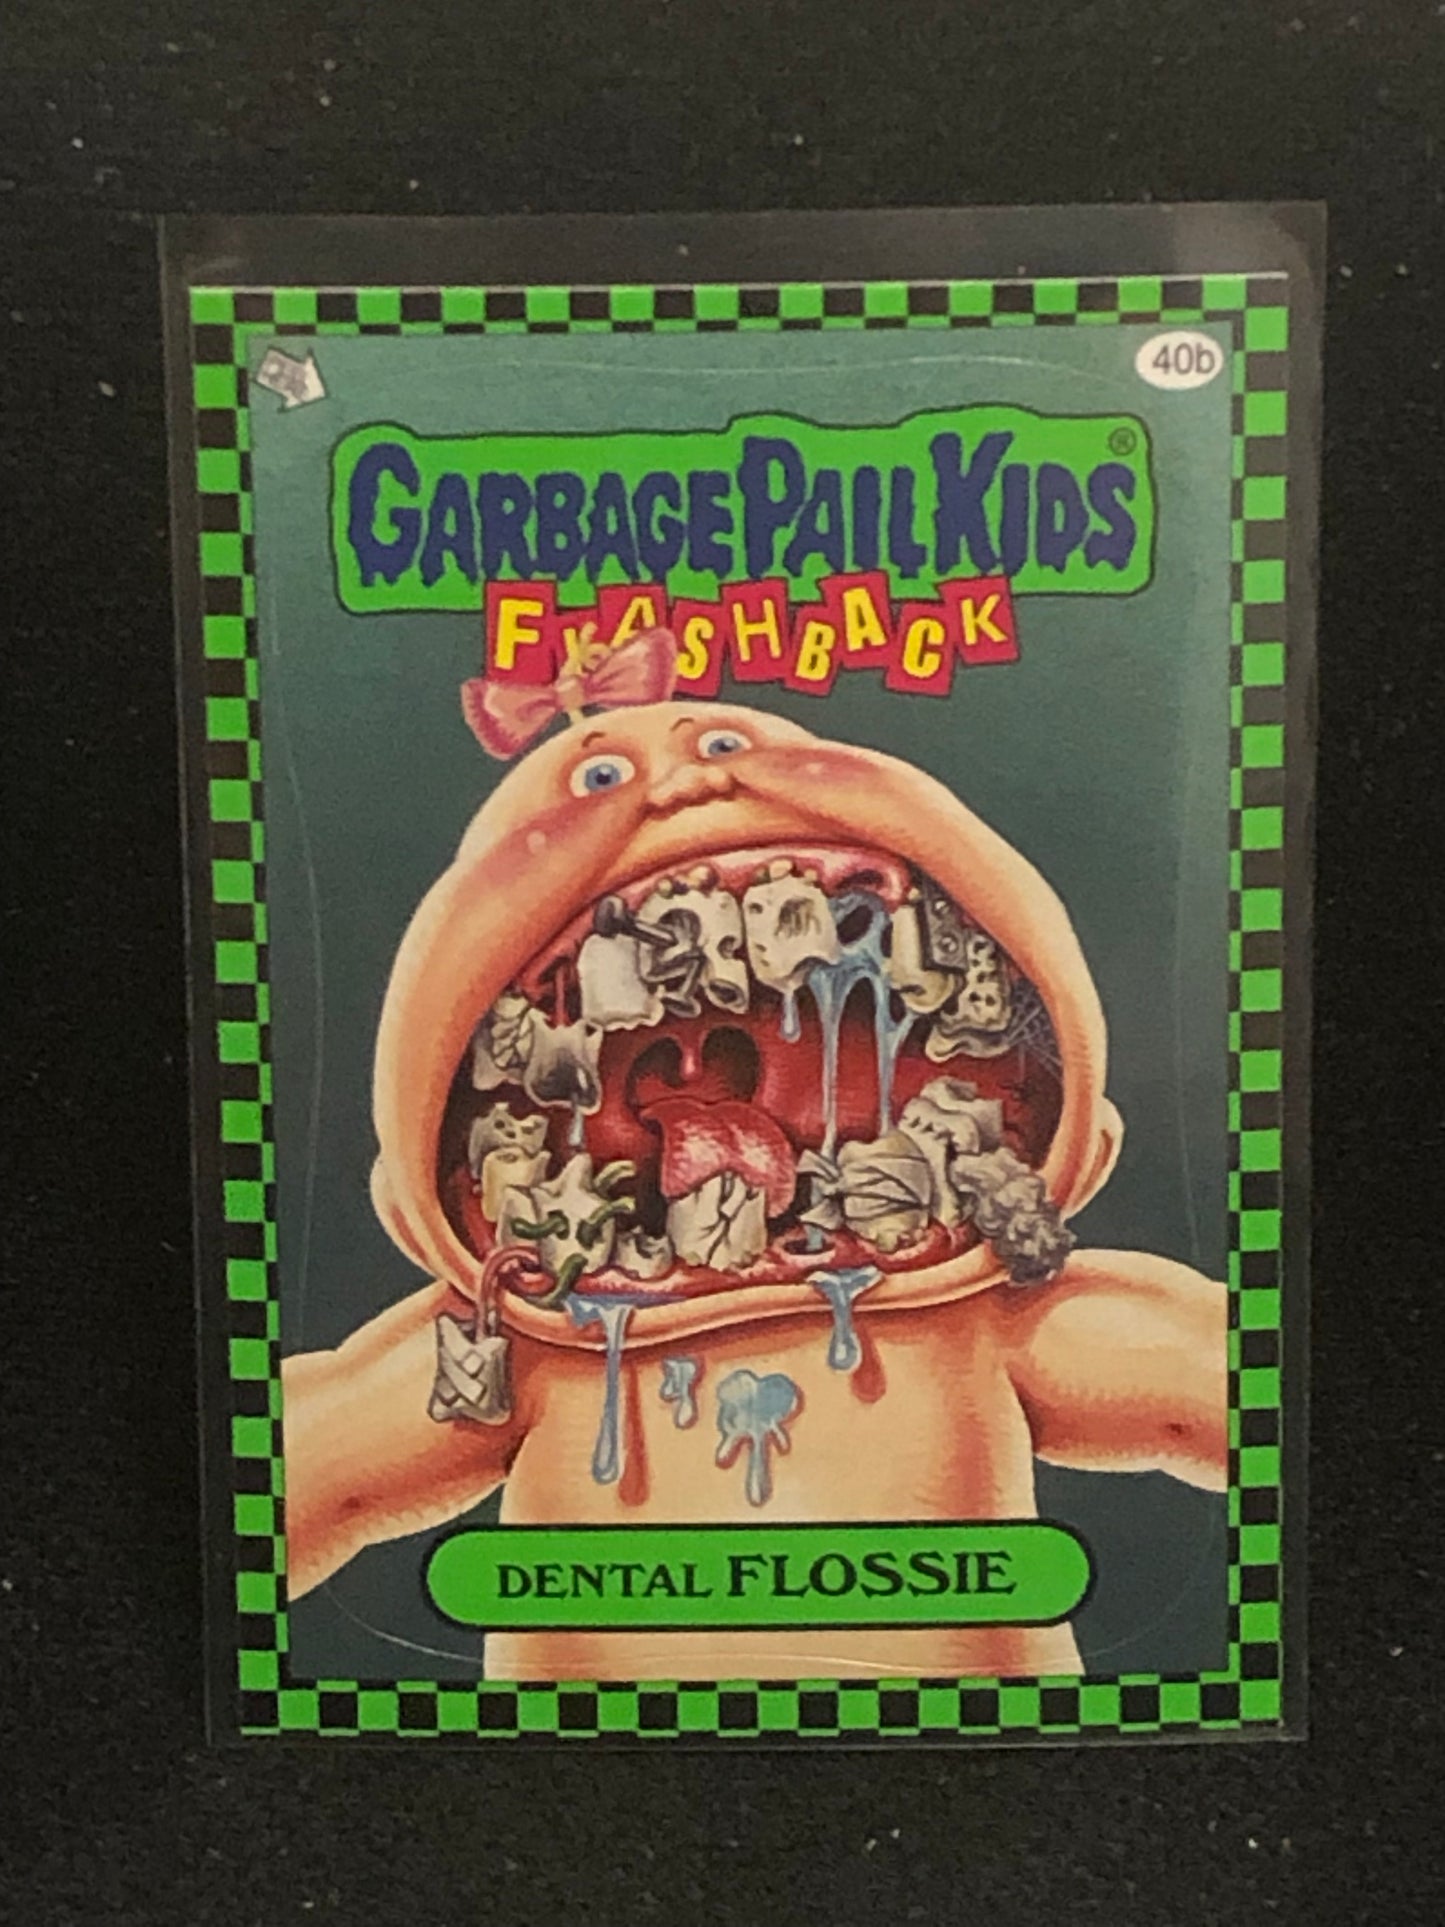 40b
GARBAGE PAIL KIDS®
FLASHBACK
DENTAL FLOSSIE